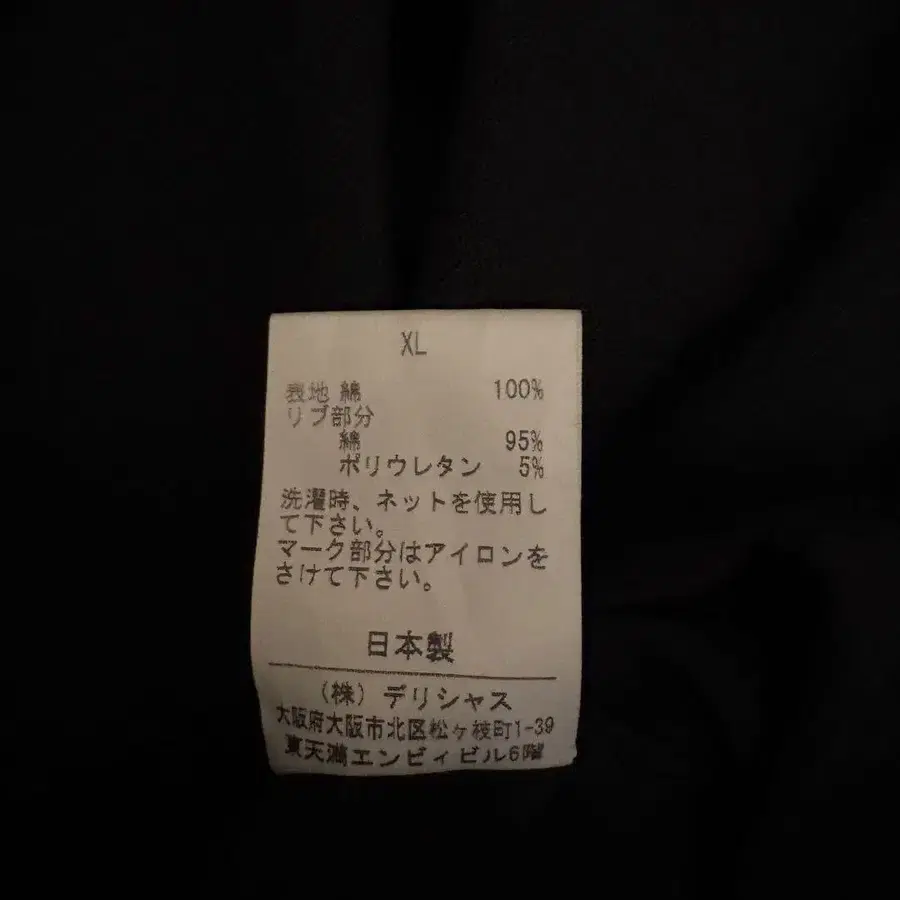 XL
表地 綿 100%
リブ部分
綿 95%
ポリウレタン 5%
洗濯時、ネットを使用し
て下さい。
マーク部分はアイロンを
さけて下さい。
日本製
(株) デリシャス
大阪府大阪市北区松ヶ枝町1-39
東天満エンビィビル6階